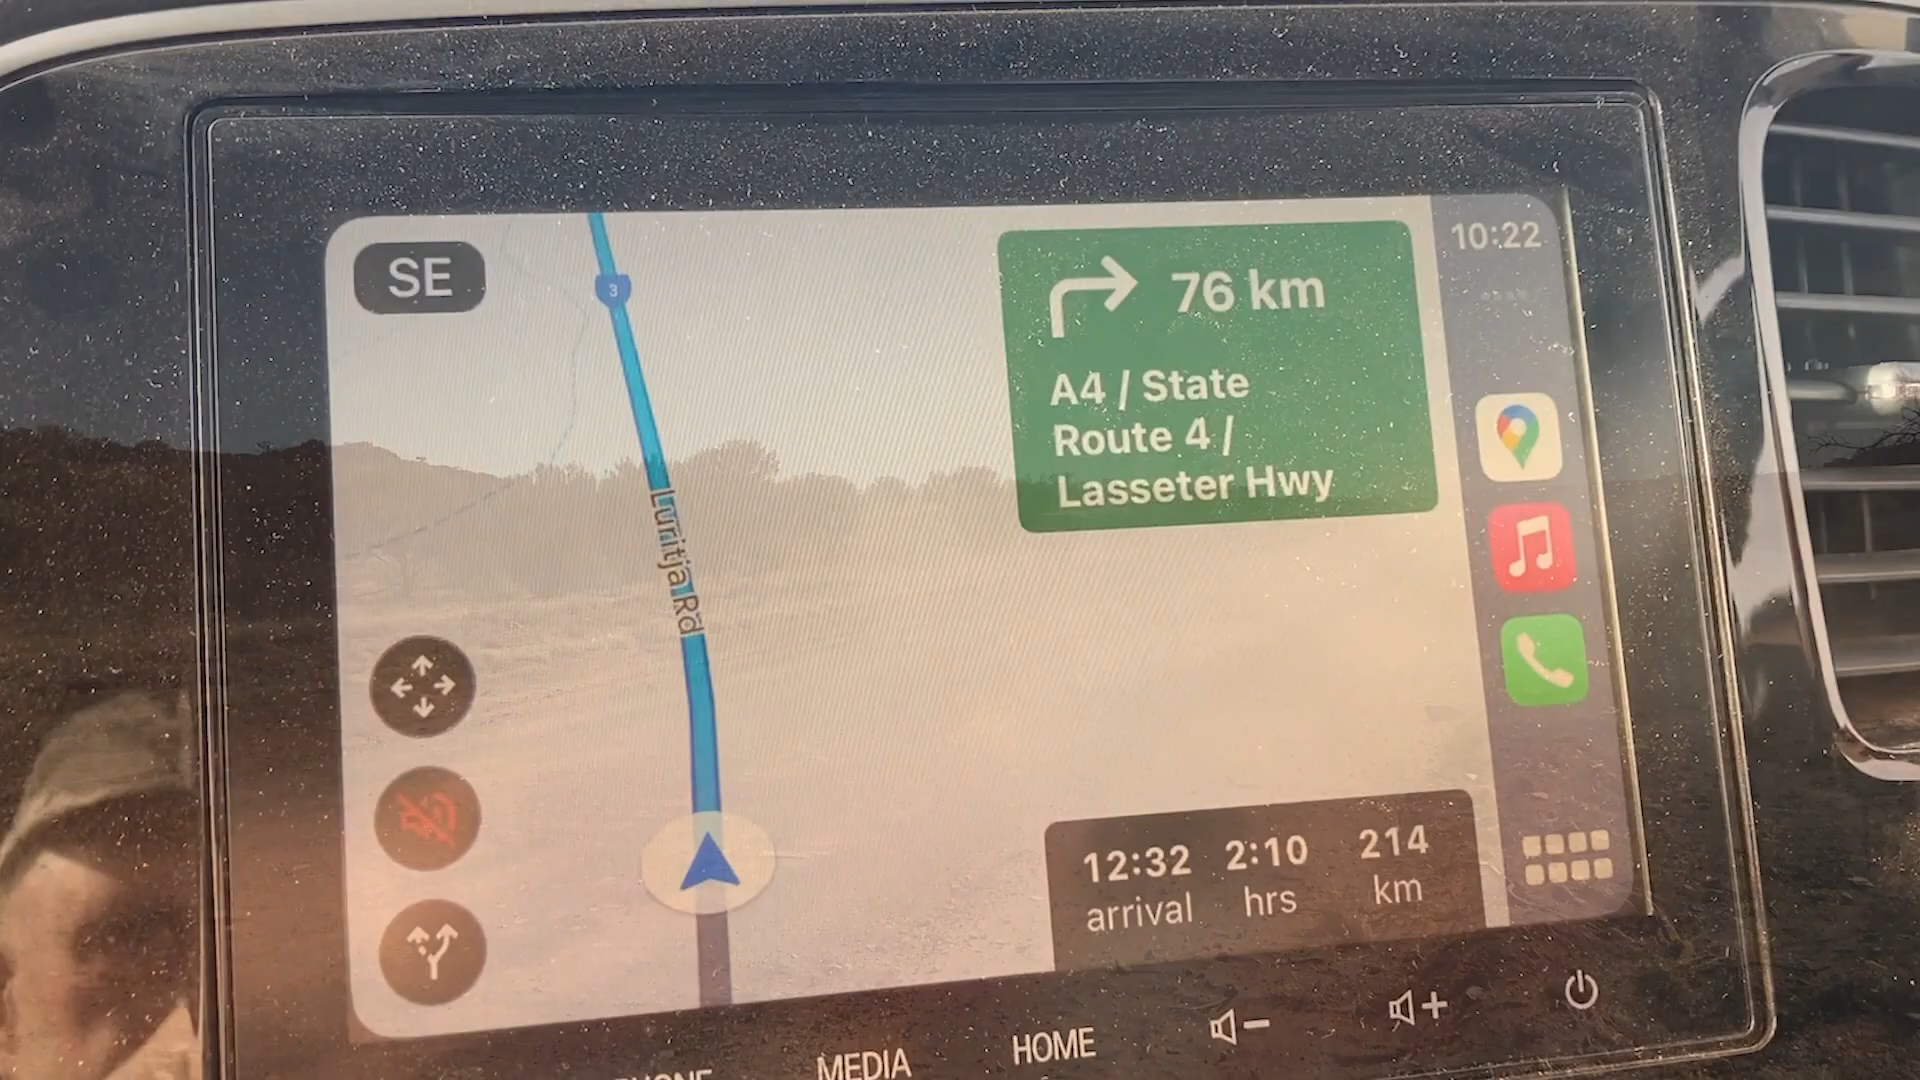 SE
3
Luritja Rd
76 km
A4 / State
Route 4 /
Lasseter Hwy
10:22
12:32 2:10 214
arrival hrs km
MEDIA
HOME